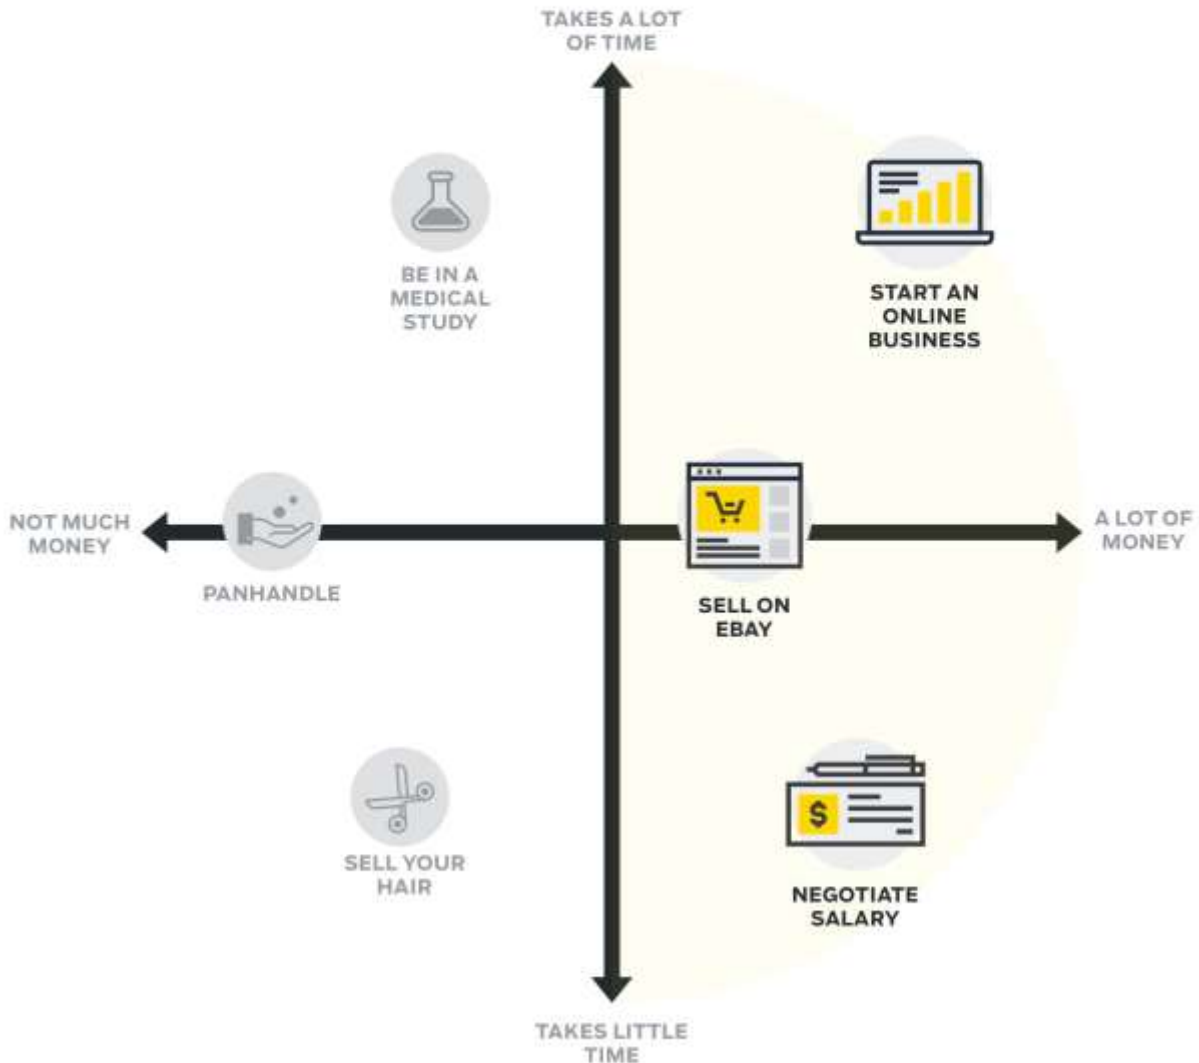 TAKES A LOT
OF TIME
BE IN A
MEDICAL
STUDY
START AN
ONLINE
BUSINESS
NOT MUCH
MONEY
A LOT OF
MONEY
PANHANDLE
SELL ON
EBAY
$
SELL YOUR
HAIR
NEGOTIATE
SALARY
TAKES LITTLE
TIME